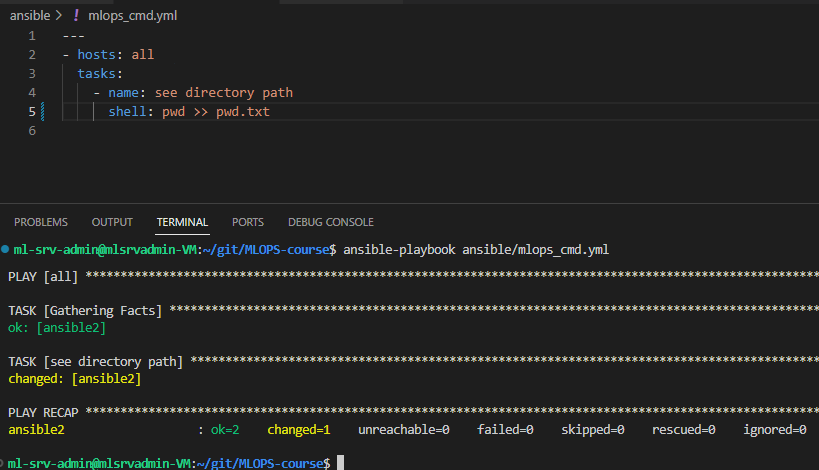 ansible > ! mlops_cmd.yml
1 ---
2 - hosts: all
3 tasks:
4 - name: see directory path
5 shell: pwd >> pwd.txt
6
PROBLEMS OUTPUT TERMINAL PORTS DEBUG CONSOLE
ml-srv-admin@mlsrvadmin-VM:~/git/MLOPS-course$ ansible-playbook ansible/mlops_cmd.yml
PLAY [all] *********************************************************************************************************
TASK [Gathering Facts] *********************************************************************************************
ok: [ansible2]
TASK [see directory path] ******************************************************************************************
changed: [ansible2]
PLAY RECAP *********************************************************************************************************
ansible2 : ok=2 changed=1 unreachable=0 failed=0 skipped=0 rescued=0 ignored=0
ml-srv-admin@mlsrvadmin-VM:~/git/MLOPS-course$